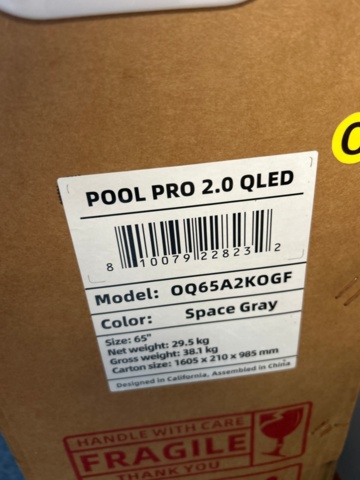 POOL PRO 2.0 QLED
8 10079 22823 2
Model: OQ65A2KOGF
Color: Space Gray
Size: 65"
Net weight: 29.5 kg
Gross weight: 38.1 kg
Carton size: 1605 x 210 x 985 mm
Designed in California. Assembled in China
HANDLE WITH CARE
FRAGILE
THANK YOU